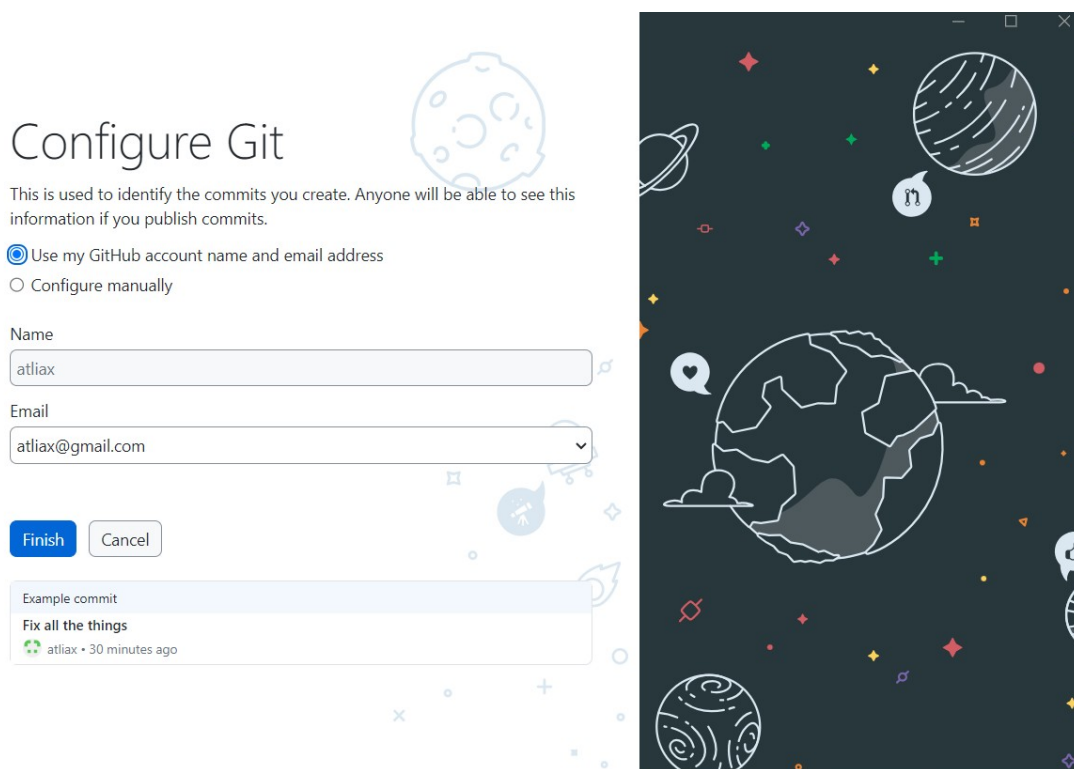 Configure Git
This is used to identify the commits you create. Anyone will be able to see this
information if you publish commits.
Use my GitHub account name and email address
Configure manually
Name
atliax
Email
atliax@gmail.com
Finish
Cancel
Example commit
Fix all the things
atliax • 30 minutes ago